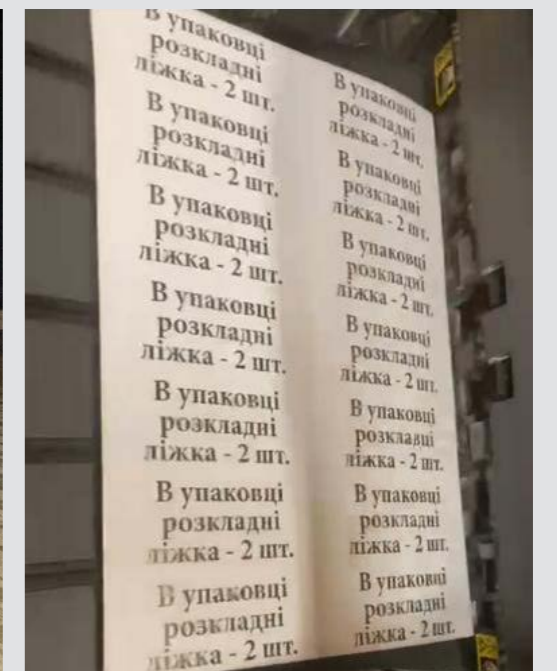 В упаковці
розкладні
ліжка - 2 шт.
В упаковці
розкладні
ліжка - 2 шт.
В упаковці
розкладні
ліжка - 2 шт.
В упаковці
розкладні
ліжка - 2 шт.
В упаковці
розкладні
ліжка - 2 шт.
В упаковці
розкладні
ліжка - 2 шт.
В упаковці
розкладні
ліжка - 2 шт.
В упаковці
розкладні
ліжка - 2 шт.
В упаковці
розкладні
ліжка - 2 шт.
В упаковці
розкладні
ліжка - 2 шт.
В упаковці
розкладні
ліжка - 2 шт.
В упаковці
розкладні
ліжка - 2 шт.
В упаковці
розкладні
ліжка - 2 шт.
В упаковці
розкладні
ліжка - 2 шт.